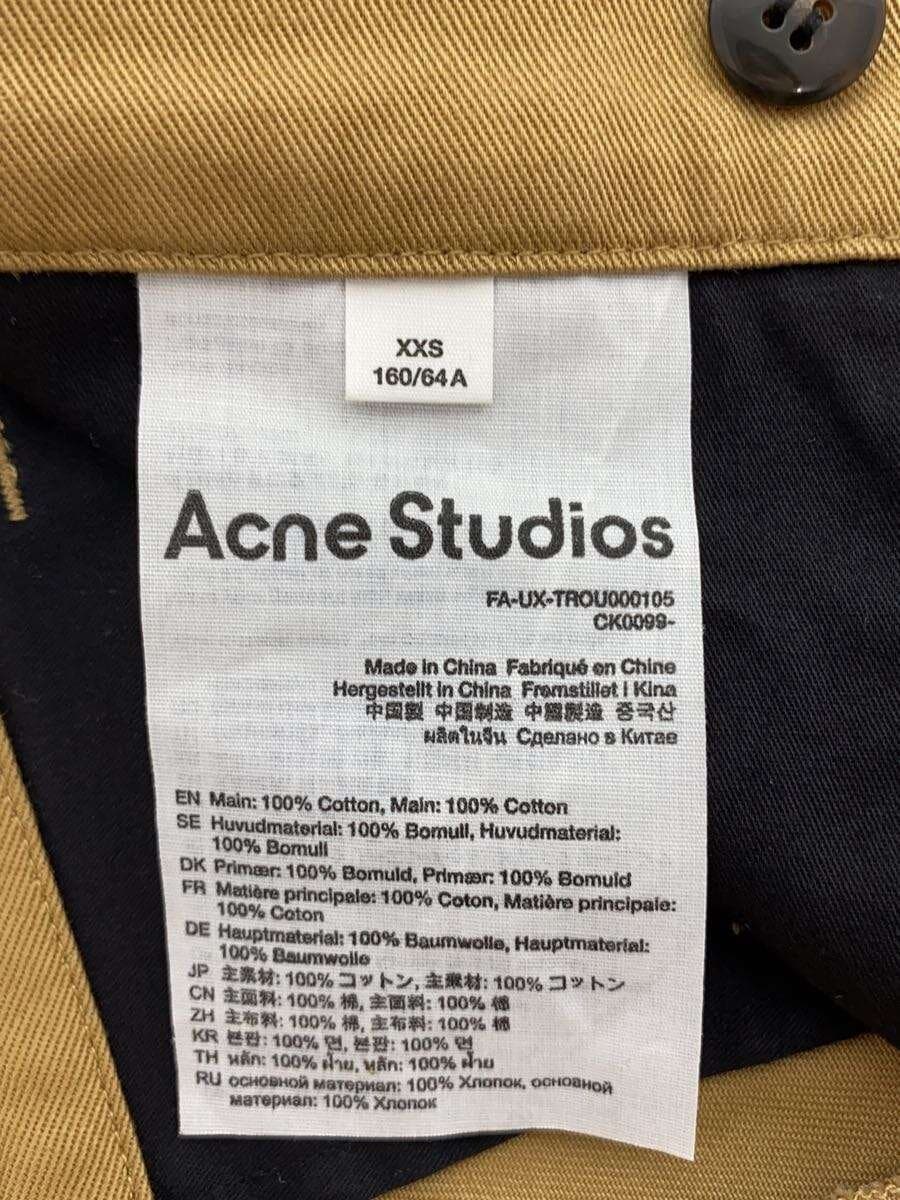 XXS
160/64A
Acne Studios
FA-UX-TROU000105
CK0099-
Made in China Fabriqué en Chine
Hergestellt in China Fremstillet i Kina
中国製 中国制造 中國製造 중국산
ผลิตในจีน Сделано в Китае
EN Main: 100% Cotton, Main: 100% Cotton
SE Huvudmaterial: 100% Bomull, Huvudmaterial:
100% Bomull
DK Primær: 100% Bomuld, Primær: 100% Bomuld
FR Matière principale: 100% Coton, Matière principale:
100% Coton
DE Hauptmaterial: 100% Baumwolle, Hauptmaterial:
100% Baumwolle
JP 主素材: 100% コットン, 主素材: 100% コットン
CN 主面料: 100% 棉, 主面料: 100% 棉
ZH 主布料: 100% 棉, 主布料: 100% 棉
KR 본판: 100% 면, 본판: 100% 면
TH หลัก: 100% ฝ้าย, หลัก: 100% ฝ้าย
RU основной материал: 100% Хлопок, основной
материал: 100% Хлопок